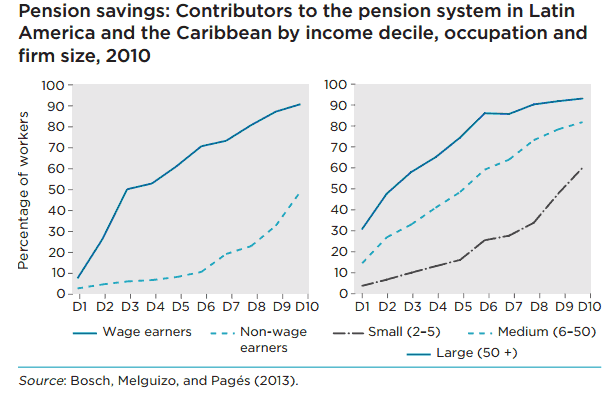 Pension savings: Contributors to the pension system in Latin
America and the Caribbean by income decile, occupation and
firm size, 2010
Percentage of workers
100
90
80
70
60
50
40
30
20
10
0
D1 D2 D3 D4 D5 D6 D7 D8 D9 D10
Wage earners
Non-wage
earners
100
90
80
70
60
50
40
30
20
10
0
D1 D2 D3 D4 D5 D6 D7 D8 D9 D10
Small (2–5)
Medium (6–50)
Large (50 +)
Source: Bosch, Melguizo, and Pagés (2013).